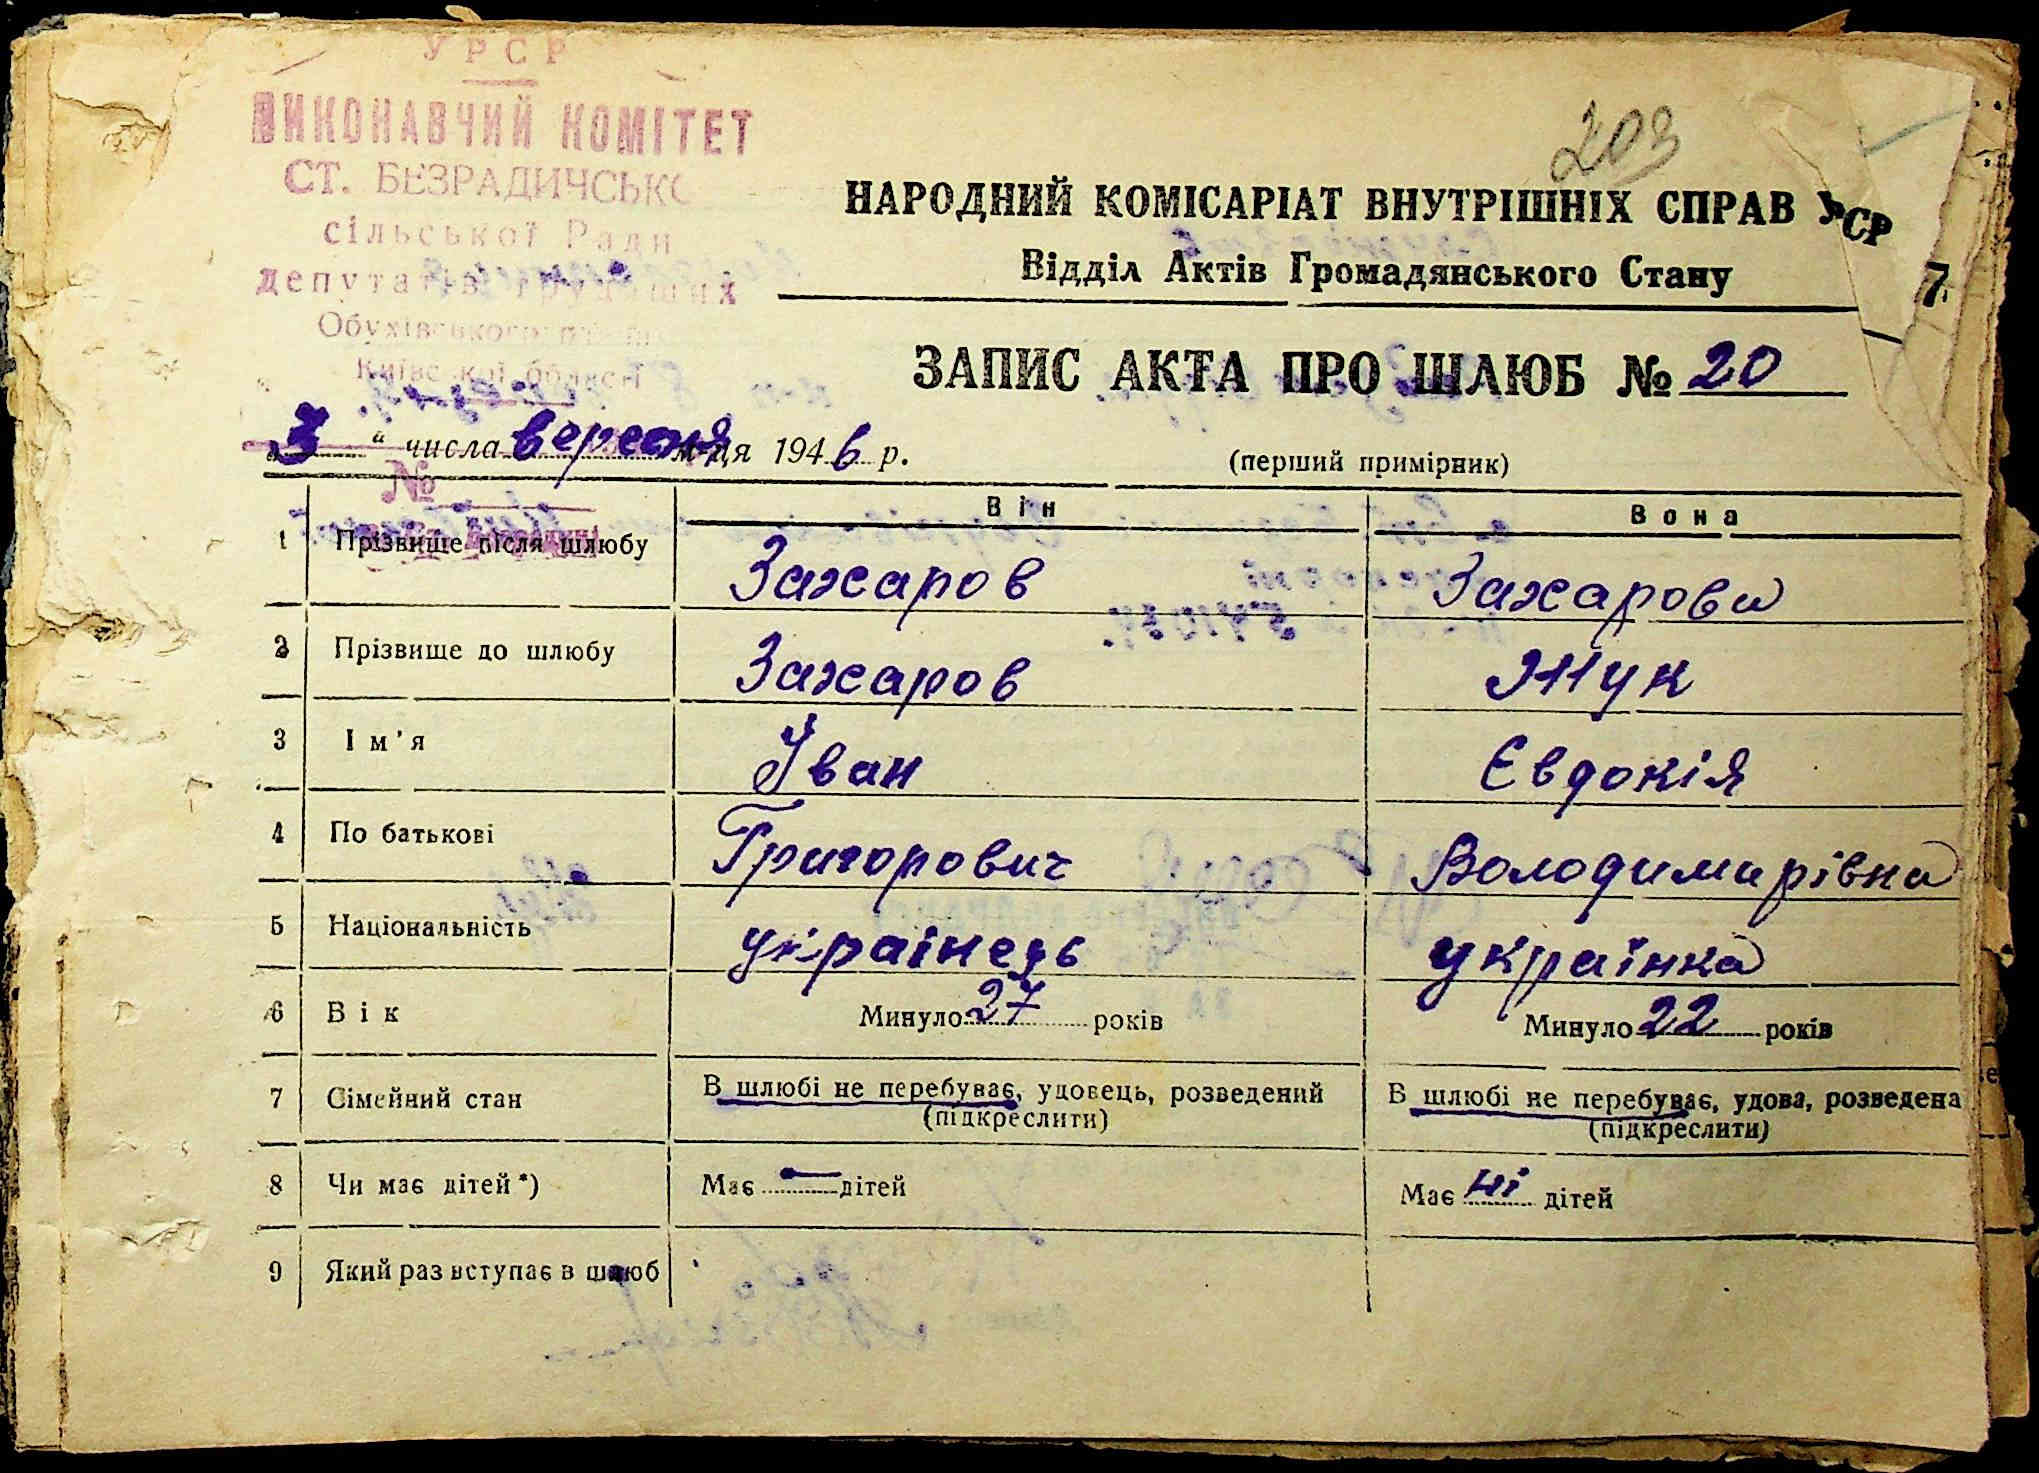 УРСР
ВИКОНАВЧИЙ КОМІТЕТ
СТ. БЕЗРАДИЧСЬКО
сільської Ради
депутатів трудящих
Обухівського
Київської області
203
НАРОДНИЙ КОМІСАРІАТ ВНУТРІШНІХ СПРАВ УРСР
Відділ Актів Громадянського Стану
7
ЗАПИС АКТА ПРО ШЛЮБ № 20
„3" числа вересня м-ця 1946 р.
(перший примірник)
№
Він
Вона
1 Прізвище після шлюбу Захаров Захарова
2 Прізвище до шлюбу Захаров Жук
3 Ім'я Іван Євдокія
4 По батькові Григорович Володимирівна
5 Національність украінець украінка
6 Вік Минуло 27 років Минуло 22 років
7 Сімейний стан В шлюбі не перебуває, удовець, розведений В шлюбі не перебуває, удова, розведена
(підкреслити) (підкреслити)
8 Чи має дітей*) Має — дітей Має ні дітей
9 Який раз вступає в шлюб